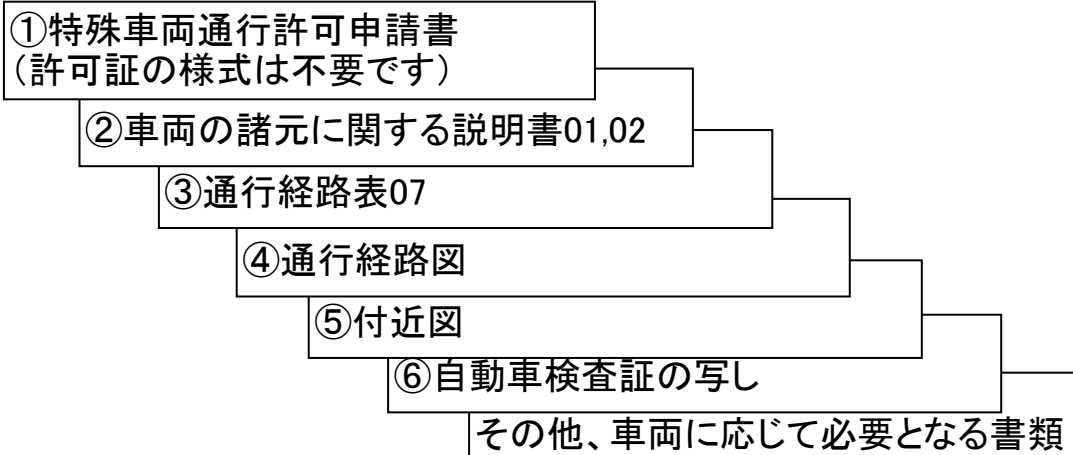 ①特殊車両通行許可申請書
（許可証の様式は不要です）
②車両の諸元に関する説明書01,02
③通行経路表07
④通行経路図
⑤付近図
⑥自動車検査証の写し
その他、車両に応じて必要となる書類